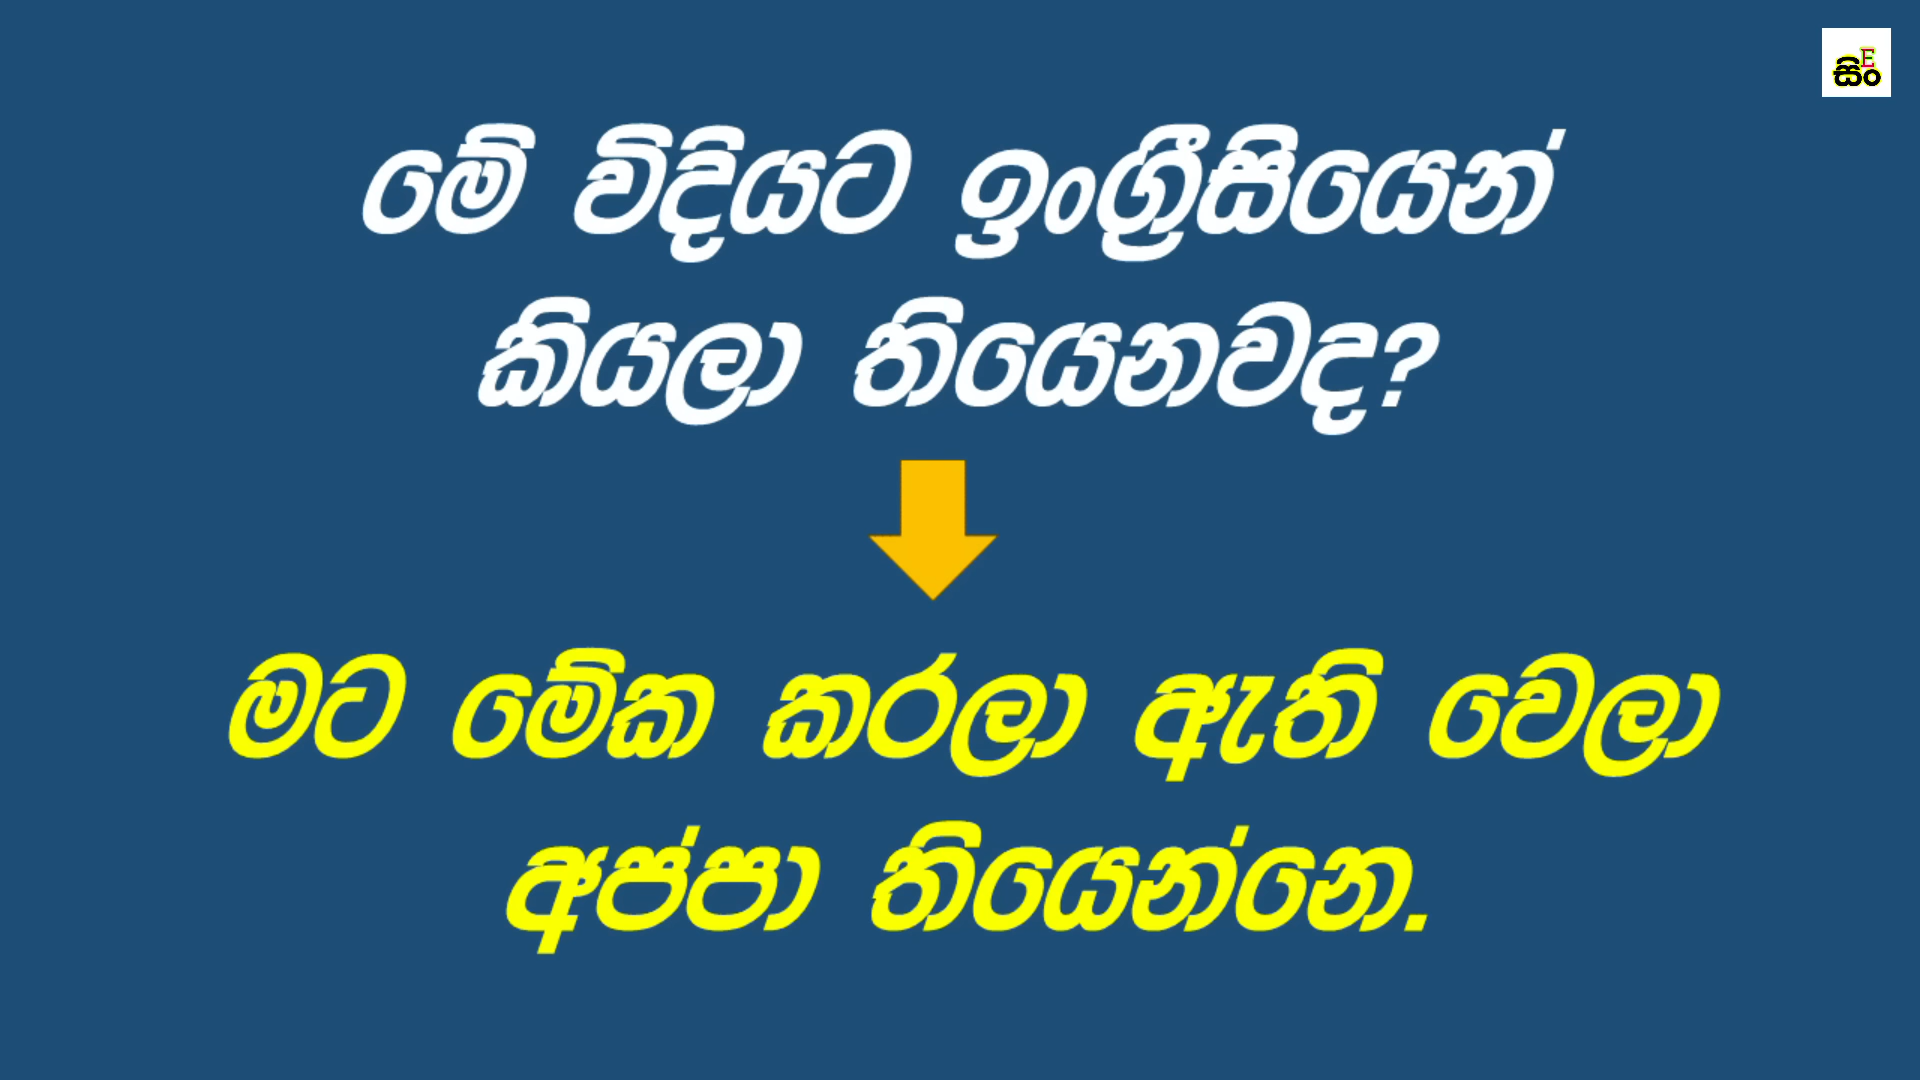 සිං
E
මේ විදියට ඉංග්‍රීසියෙන්
කියලා තියෙනවද?
මට මේක කරලා ඇති වෙලා
අප්පා තියෙන්නෙ.